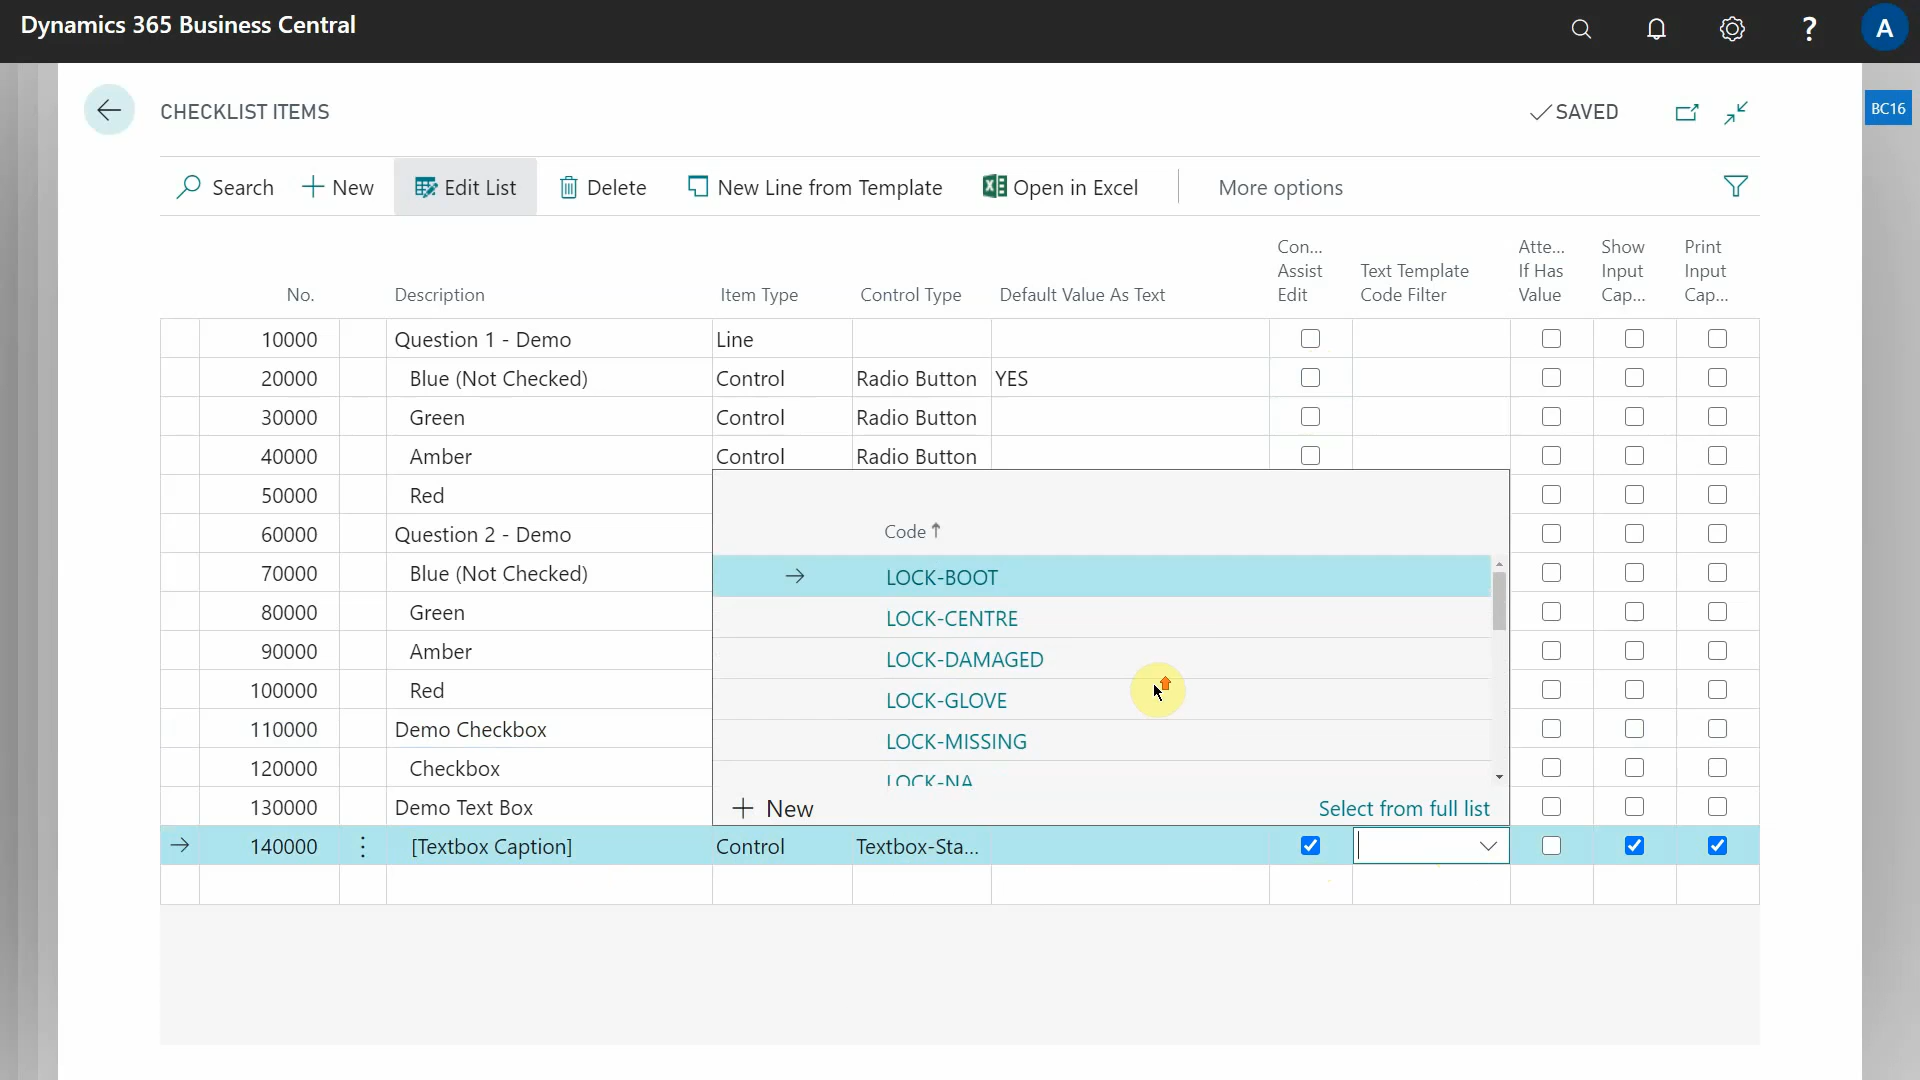 Dynamics 365 Business Central
? A
CHECKLIST ITEMS
SAVED
BC16
Search
New
Edit List
Delete
New Line from Template
Open in Excel
More options
No.
Description
Item Type
Control Type
Default Value As Text
Con...
Assist
Edit
Text Template
Code Filter
Atte...
If Has
Value
Show
Input
Cap...
Print
Input
Cap...
10000 Question 1 - Demo Line
20000 Blue (Not Checked) Control Radio Button YES
30000 Green Control Radio Button
40000 Amber Control Radio Button
50000 Red
60000 Question 2 - Demo
70000 Blue (Not Checked)
80000 Green
90000 Amber
100000 Red
110000 Demo Checkbox
120000 Checkbox
130000 Demo Text Box
140000 [Textbox Caption] Control Textbox-Sta...
Code
LOCK-BOOT
LOCK-CENTRE
LOCK-DAMAGED
LOCK-GLOVE
LOCK-MISSING
LOCK-NA
New
Select from full list